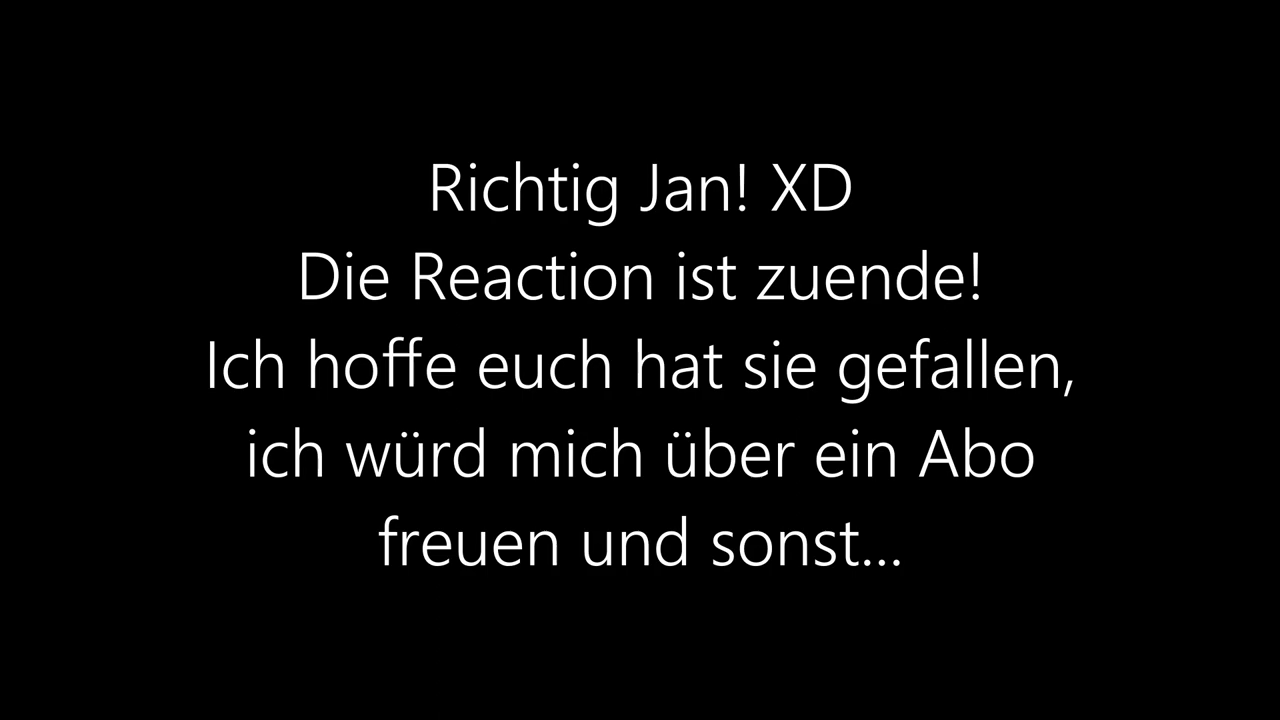 Richtig Jan! XD
Die Reaction ist zuende!
Ich hoffe euch hat sie gefallen,
ich würd mich über ein Abo
freuen und sonst...